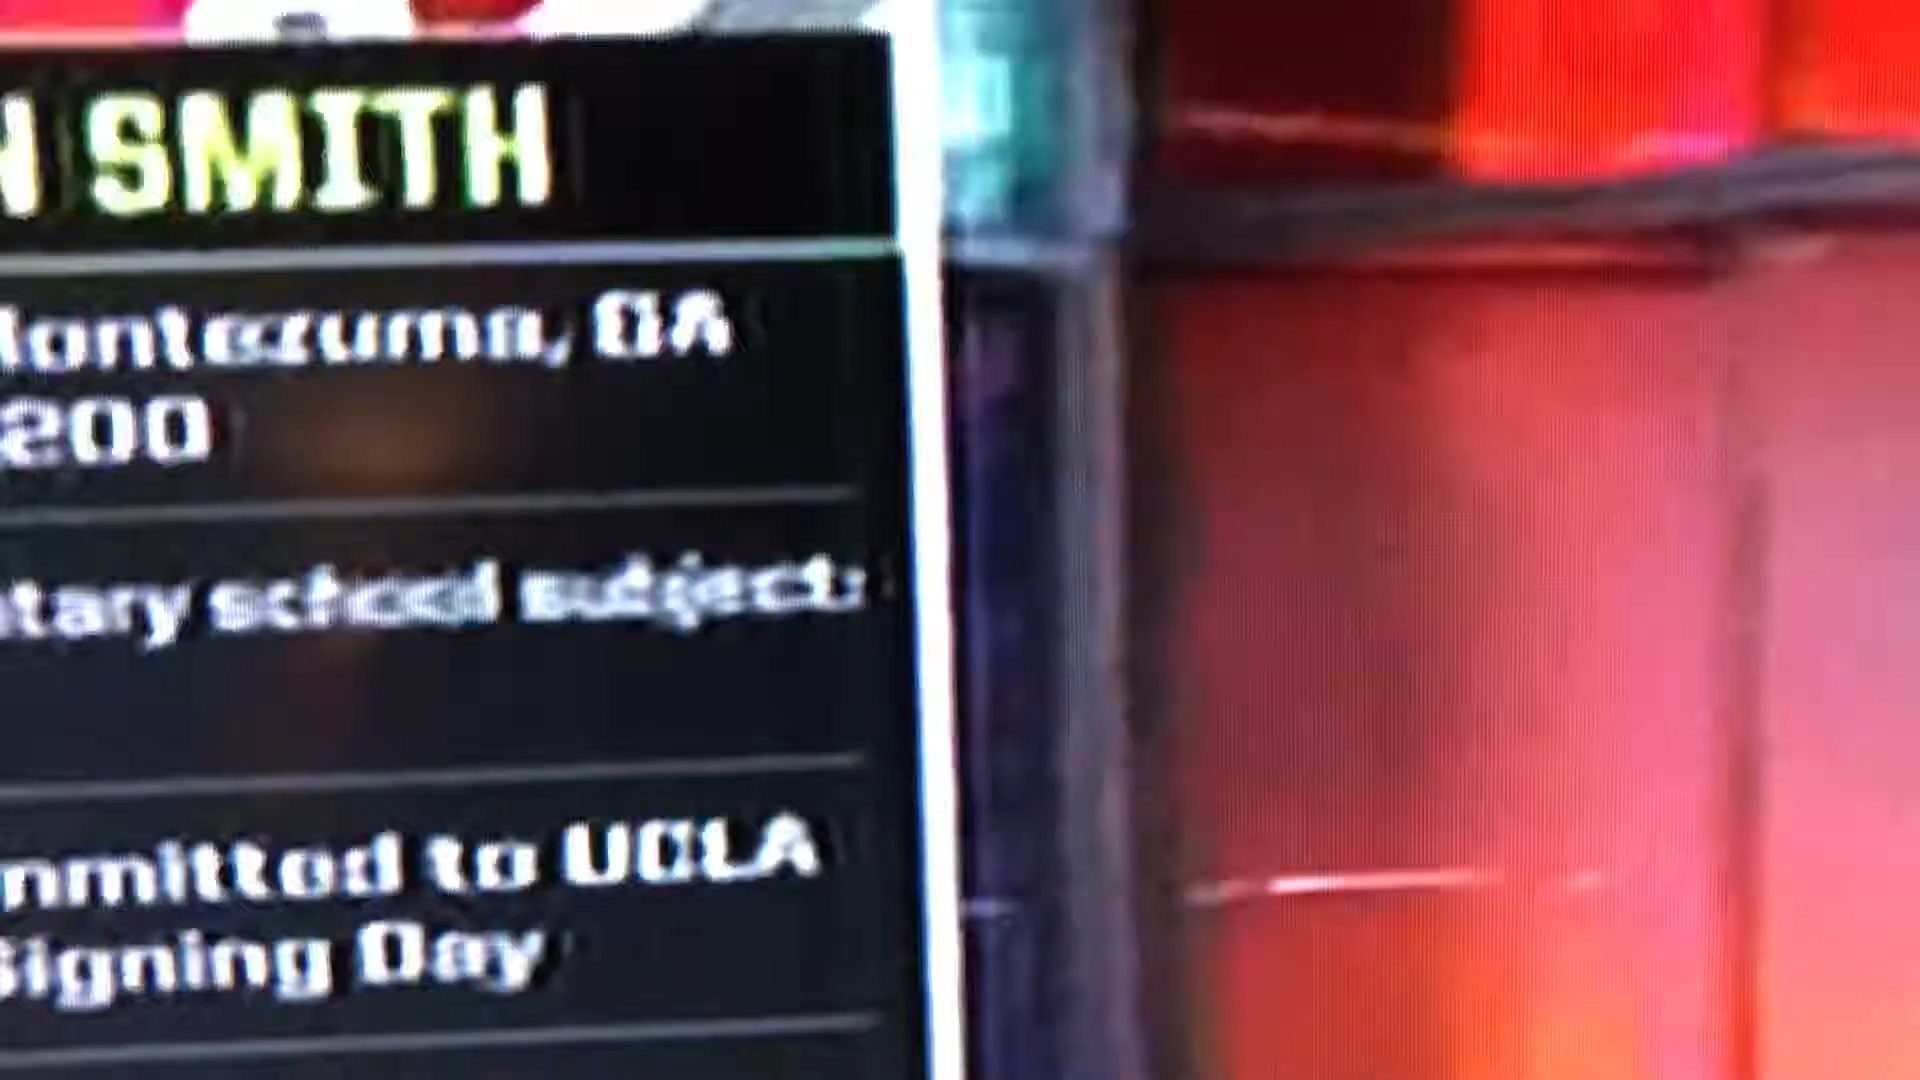 N SMITH
Montezuma, GA
200
tary school subject:
mmitted to UCLA
Signing Day